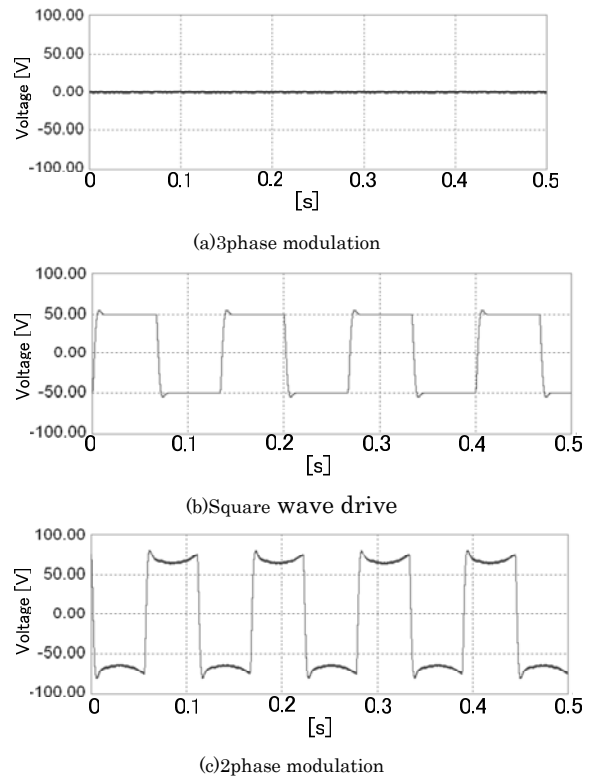 100.00
50.00
0.00
-50.00
-100.00
Voltage [V]
0 0.1 0.2 0.3 0.4 0.5
[s]
(a)3phase modulation
100.00
50.00
0.00
-50.00
-100.00
Voltage [V]
0 0.1 0.2 0.3 0.4 0.5
[s]
(b)Square wave drive
100.00
50.00
0.00
-50.00
-100.00
Voltage [V]
0 0.1 0.2 0.3 0.4 0.5
[s]
(c)2phase modulation